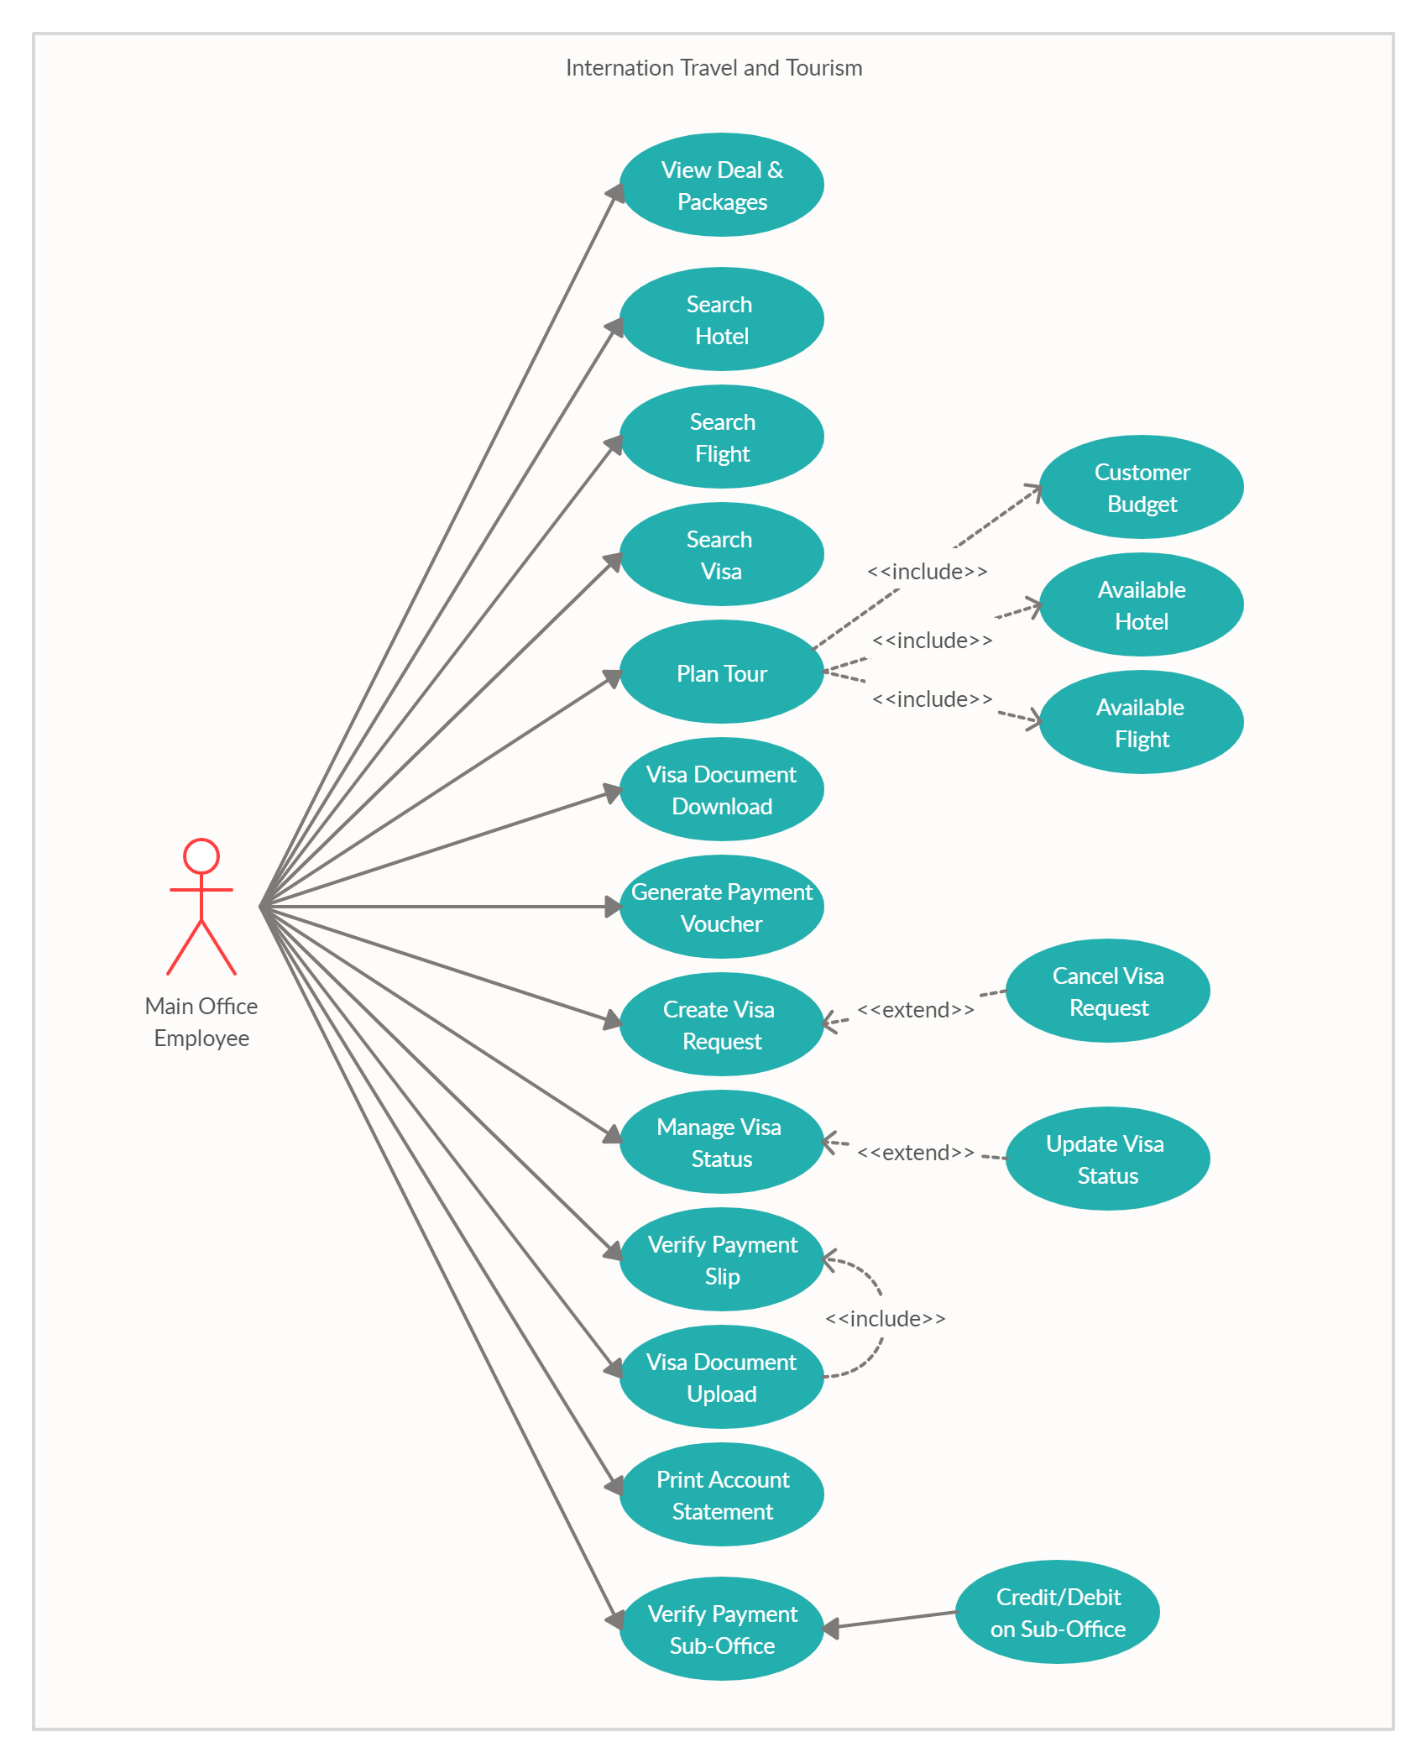 Internation Travel and Tourism
View Deal &
Packages
Search
Hotel
Search
Flight
Search
Visa
Plan Tour
Visa Document
Download
Generate Payment
Voucher
Create Visa
Request
Manage Visa
Status
Verify Payment
Slip
Visa Document
Upload
Print Account
Statement
Verify Payment
Sub-Office
Main Office
Employee
<<include>>
<<include>>
<<include>>
Customer
Budget
Available
Hotel
Available
Flight
<<extend>>
Cancel Visa
Request
<<extend>>
Update Visa
Status
<<include>>
Credit/Debit
on Sub-Office